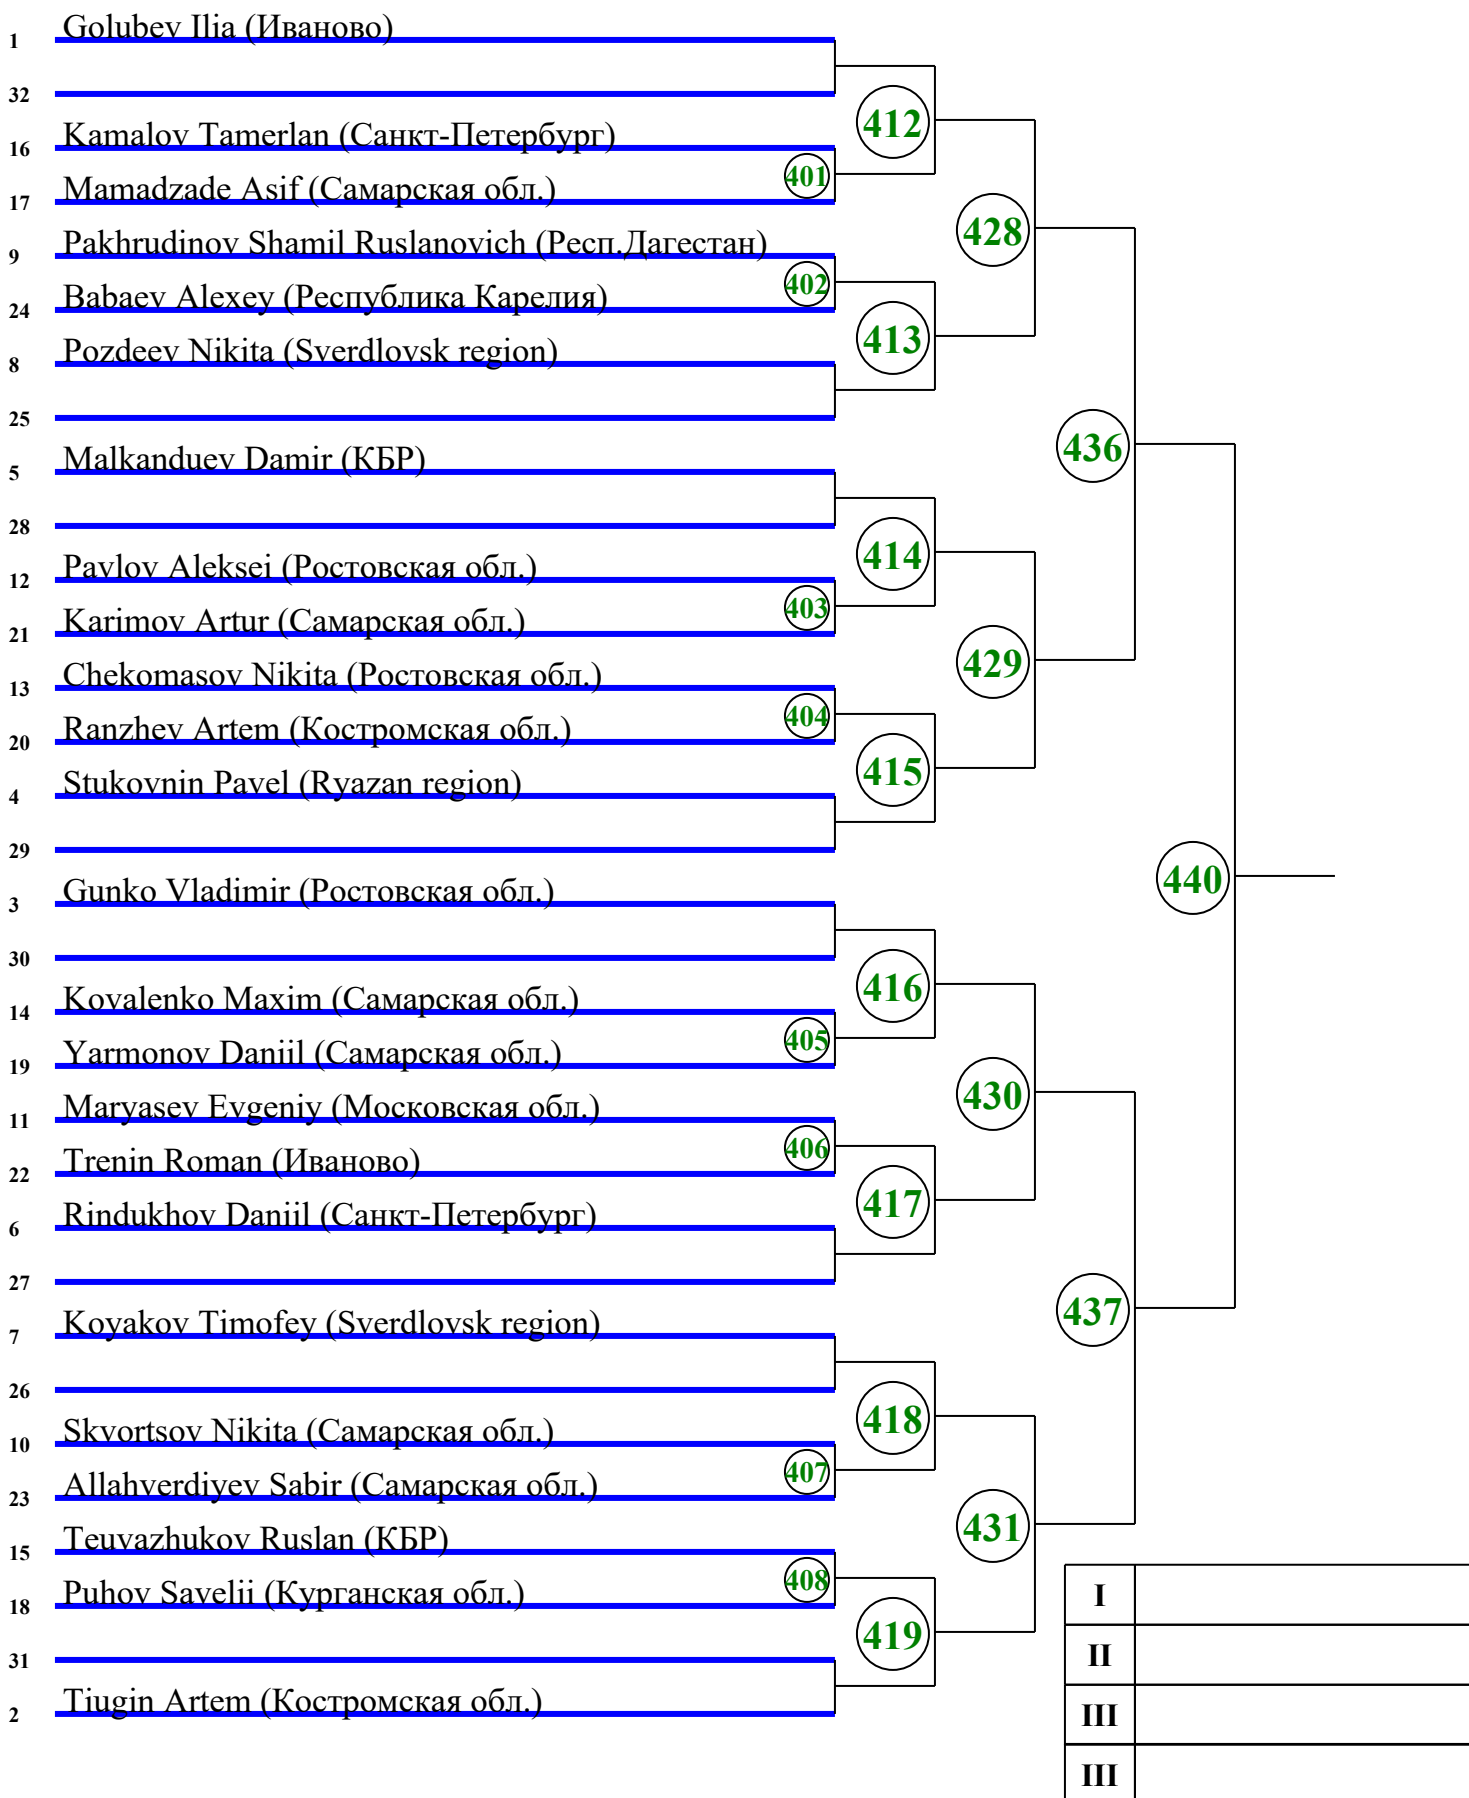 1 Golubev Ilia (Иваново)
32
412
16 Kamalov Tamerlan (Санкт-Петербург)
401
17 Mamadzade Asif (Самарская обл.)
428
9 Pakhrudinov Shamil Ruslanovich (Респ.Дагестан)
402
24 Babaev Alexey (Республика Карелия)
413
8 Pozdeev Nikita (Sverdlovsk region)
25
436
5 Malkanduev Damir (КБР)
28
414
12 Pavlov Aleksei (Ростовская обл.)
403
21 Karimov Artur (Самарская обл.)
429
13 Chekomasov Nikita (Ростовская обл.)
404
20 Ranzhev Artem (Костромская обл.)
415
4 Stukovnin Pavel (Ryazan region)
29
440
3 Gunko Vladimir (Ростовская обл.)
30
416
14 Kovalenko Maxim (Самарская обл.)
405
19 Yarmonov Daniil (Самарская обл.)
430
11 Maryasev Evgeniy (Московская обл.)
406
22 Trenin Roman (Иваново)
417
6 Rindukhov Daniil (Санкт-Петербург)
27
437
7 Koyakov Timofey (Sverdlovsk region)
26
418
10 Skvortsov Nikita (Самарская обл.)
407
23 Allahverdiyev Sabir (Самарская обл.)
431
15 Teuvazhukov Ruslan (КБР)
408
18 Puhov Savelii (Курганская обл.)
419
31
2 Tiugin Artem (Костромская обл.)
I
II
III
III